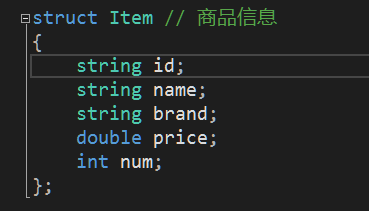 struct Item // 商品信息
{
    string id;
    string name;
    string brand;
    double price;
    int num;
};